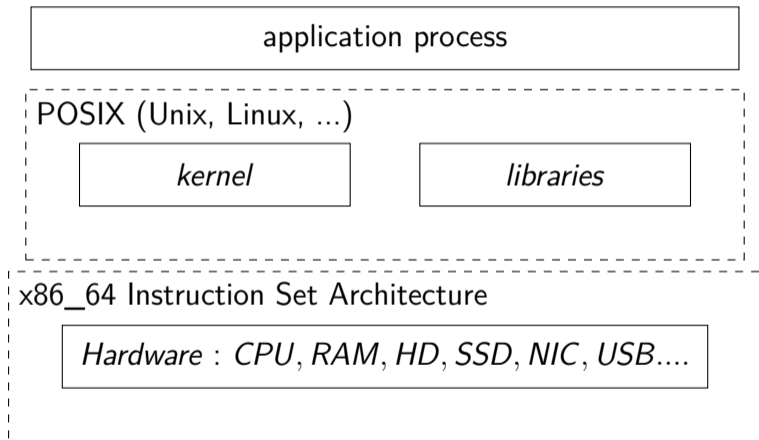 application process
POSIX (Unix, Linux, ...)
kernel
libraries
x86_64 Instruction Set Architecture
Hardware : CPU, RAM, HD, SSD, NIC, USB....